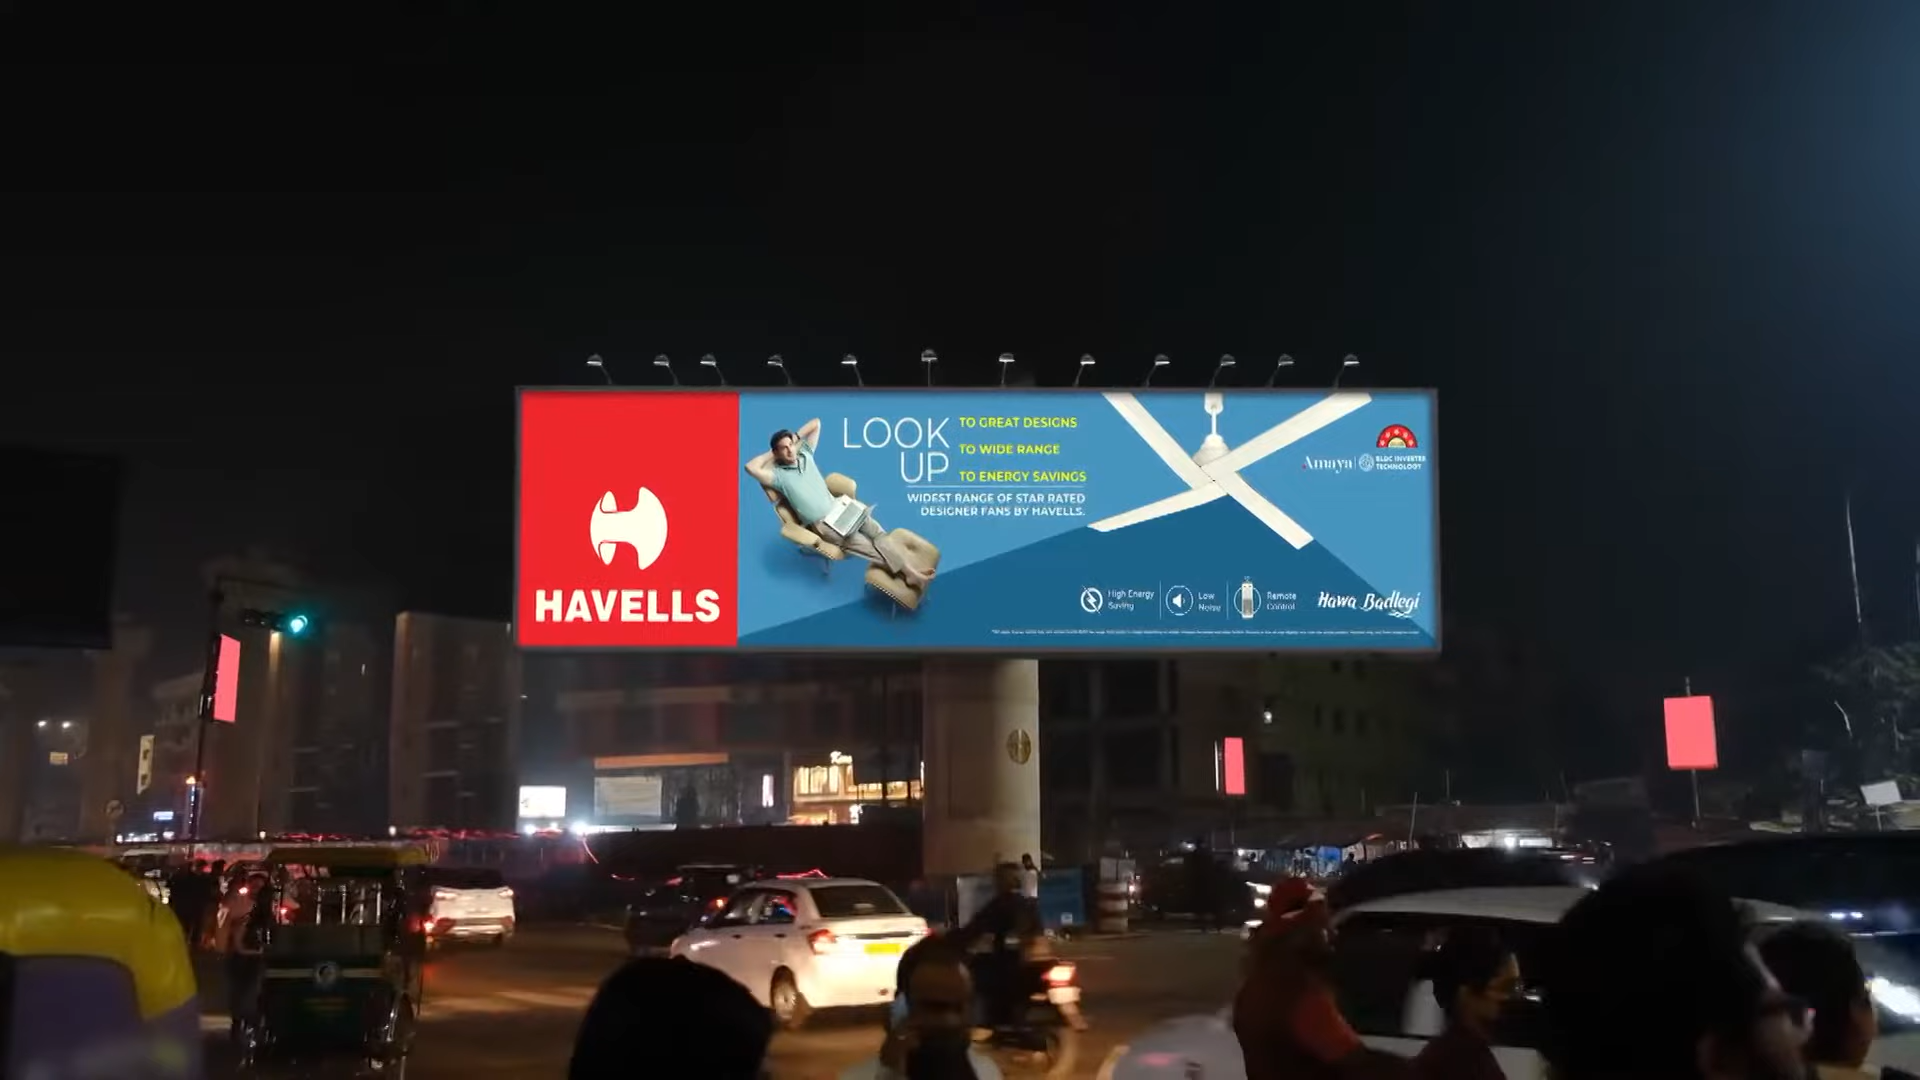 HAVELLS
LOOK
UP
TO GREAT DESIGNS
TO WIDE RANGE
TO ENERGY SAVINGS
WIDEST RANGE OF STAR RATED
DESIGNER FANS BY HAVELLS.
Amaya
BLDC INVERTER
TECHNOLOGY
High Energy
Saving
Low
Noise
Remote
Control
Hawa Badlegi